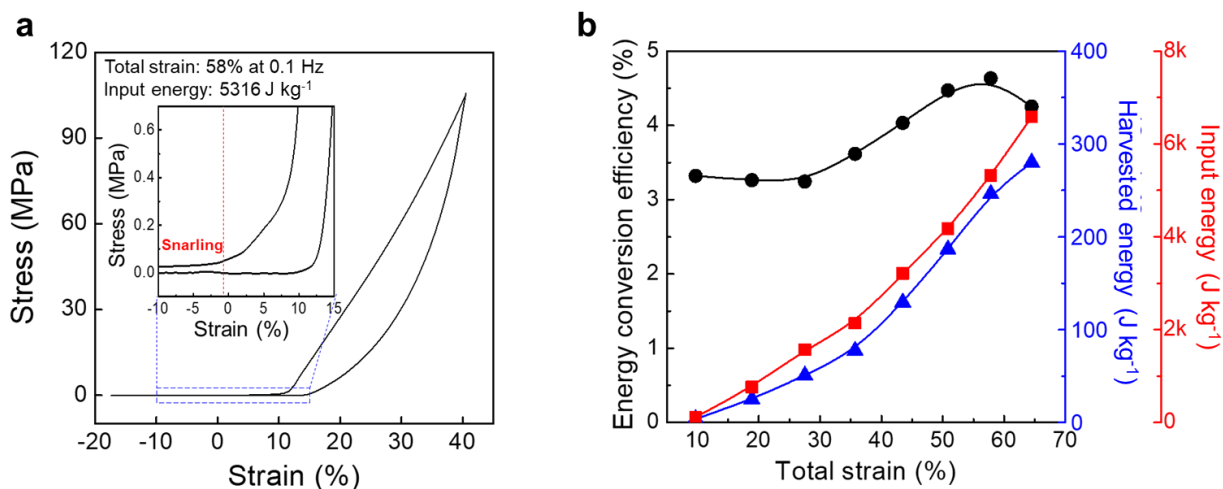 a
Stress (MPa)
120
90
60
30
0
-20
-10
0
10
20
30
40
Strain (%)
Total strain: 58% at 0.1 Hz
Input energy: 5316 J kg⁻¹
Stress (MPa)
0.6
0.4
0.2
0.0
Snarling
-10
-5
0
5
10
15
Strain (%)
b
Energy conversion efficiency (%)
5
4
3
2
1
0
10
20
30
40
50
60
70
Total strain (%)
400
300
200
100
0
Harvested energy (J kg⁻¹)
8k
6k
4k
2k
0
Input energy (J kg⁻¹)